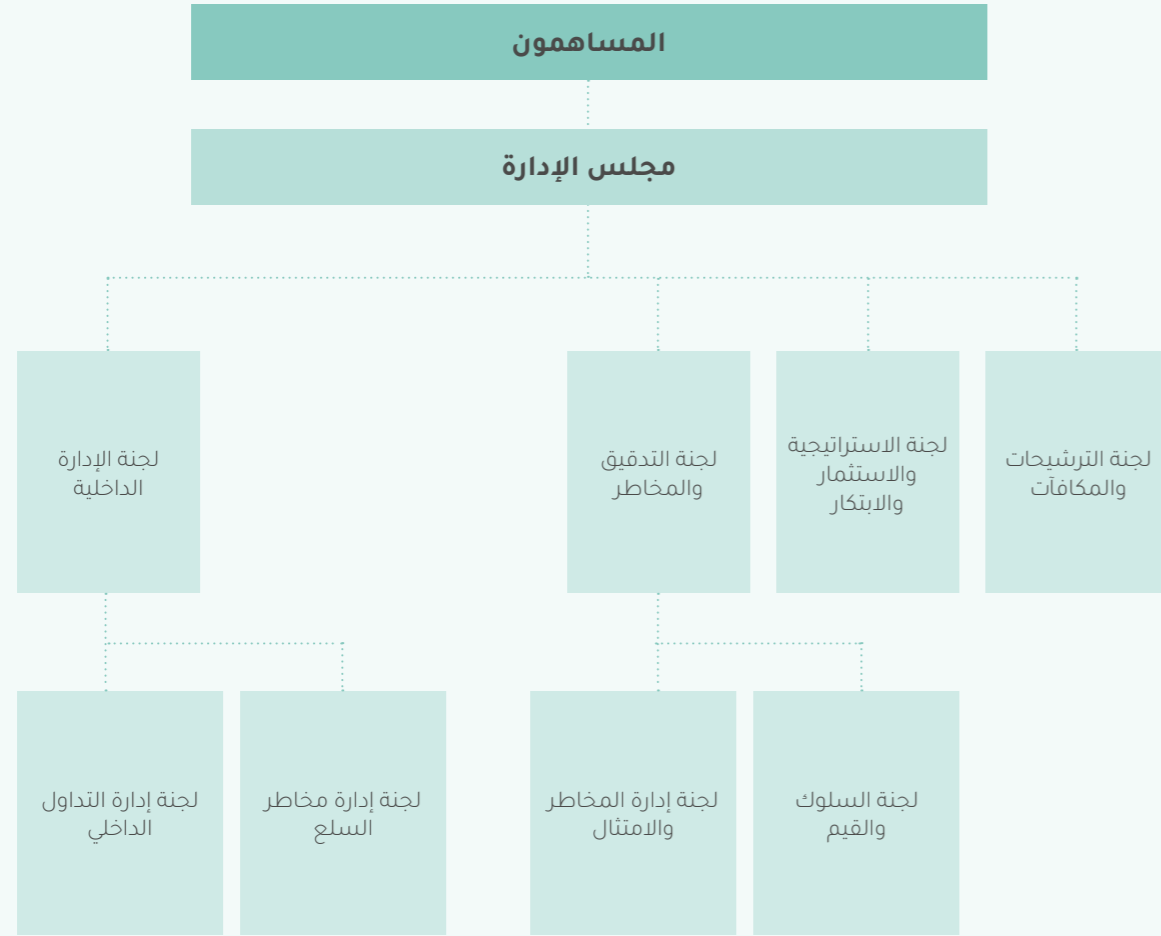 المساهمون
مجلس الإدارة
لجنة الترشيحات
والمكافآت
لجنة الاستراتيجية
والاستثمار
والابتكار
لجنة التدقيق
والمخاطر
لجنة الإدارة
الداخلية
لجنة السلوك
والقيم
لجنة إدارة المخاطر
والامتثال
لجنة إدارة مخاطر
السلع
لجنة إدارة التداول
الداخلي